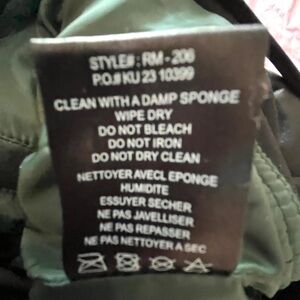 STYLE#: RM - 206
P.O.# KU 23 10399
CLEAN WITH A DAMP SPONGE
WIPE DRY
DO NOT BLEACH
DO NOT IRON
DO NOT DRY CLEAN
NETTOYER AVECL EPONGE
HUMIDITE
ESSUYER SECHER
NE PAS JAVELLISER
NE PAS REPASSER
NE PAS NETTOYER A SEC